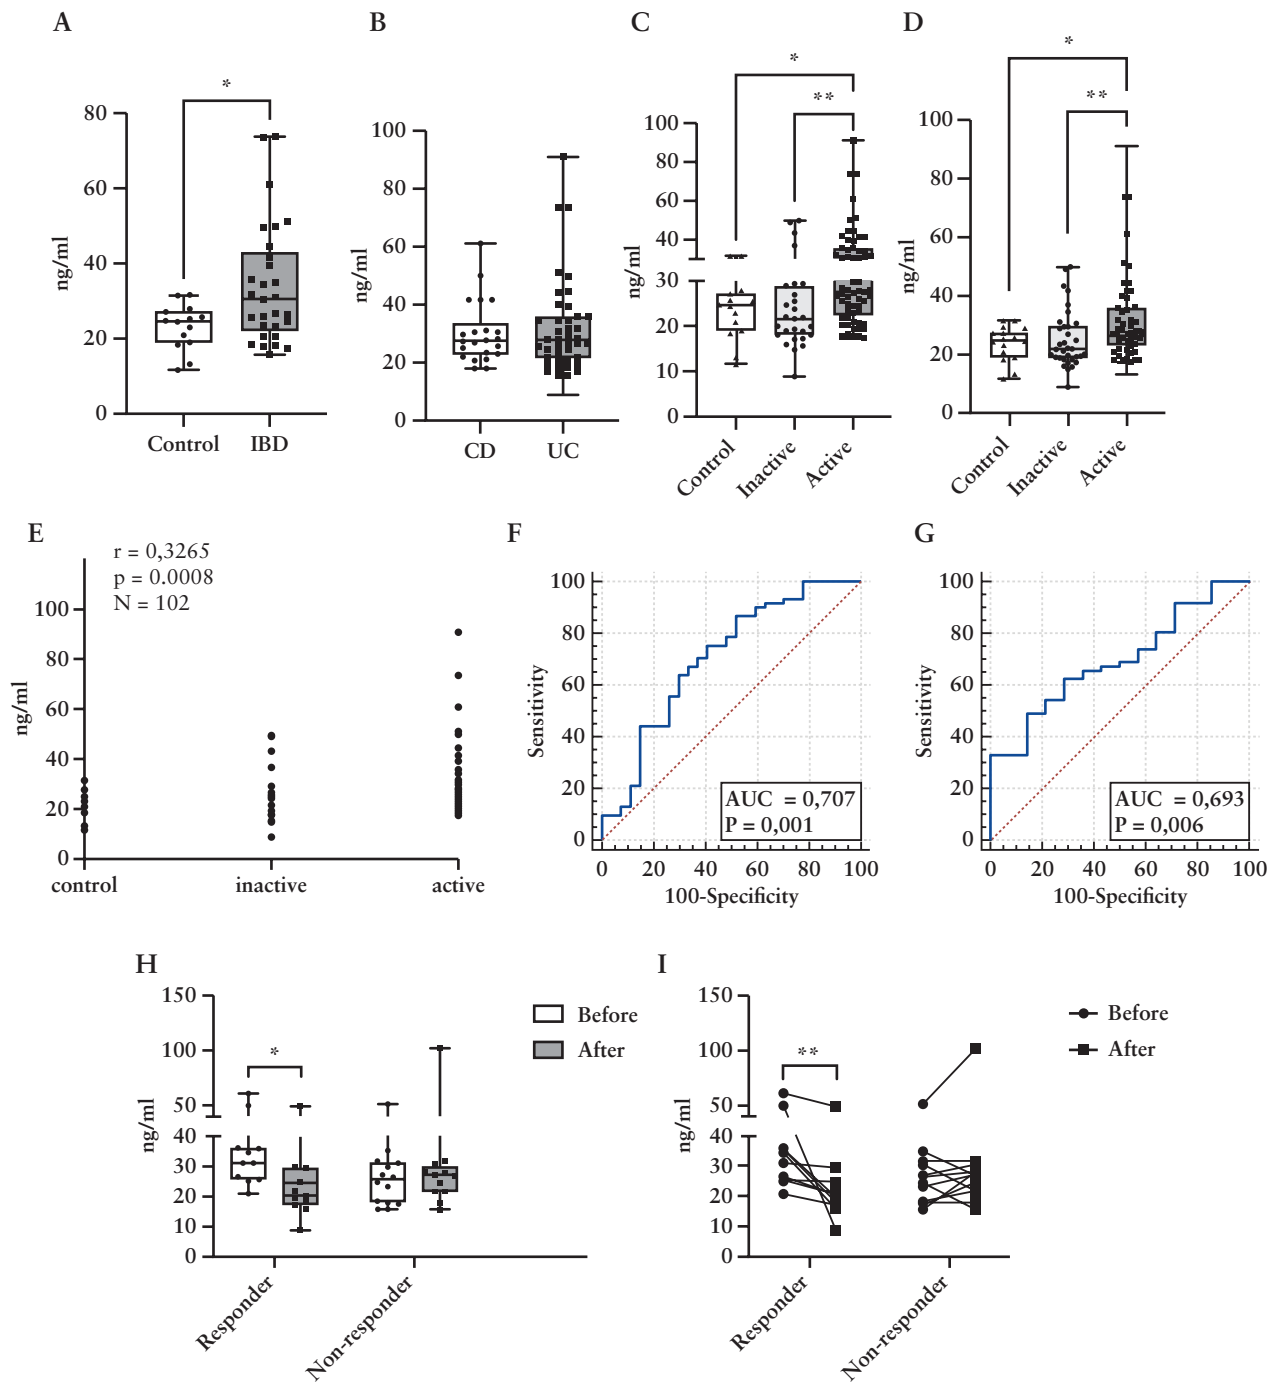 A
*
80
60
40
20
0
ng/ml
Control
IBD
B
100
80
60
40
20
0
ng/ml
CD
UC
C
*
**
100
80
60
40
30
20
10
0
ng/ml
Control
Inactive
Active
D
*
**
100
80
60
40
20
0
ng/ml
Control
Inactive
Active
E
r = 0,3265
p = 0.0008
N = 102
100
80
60
40
20
0
ng/ml
control
inactive
active
F
100
80
60
40
20
0
Sensitivity
AUC = 0,707
P = 0,001
0 20 40 60 80 100
100-Specificity
G
100
80
60
40
20
0
Sensitivity
AUC = 0,693
P = 0,006
0 20 40 60 80 100
100-Specificity
H
150
100
50
40
30
20
10
0
ng/ml
*
Before
After
Responder
Non-responder
I
150
100
50
40
30
20
10
0
ng/ml
**
Before
After
Responder
Non-responder